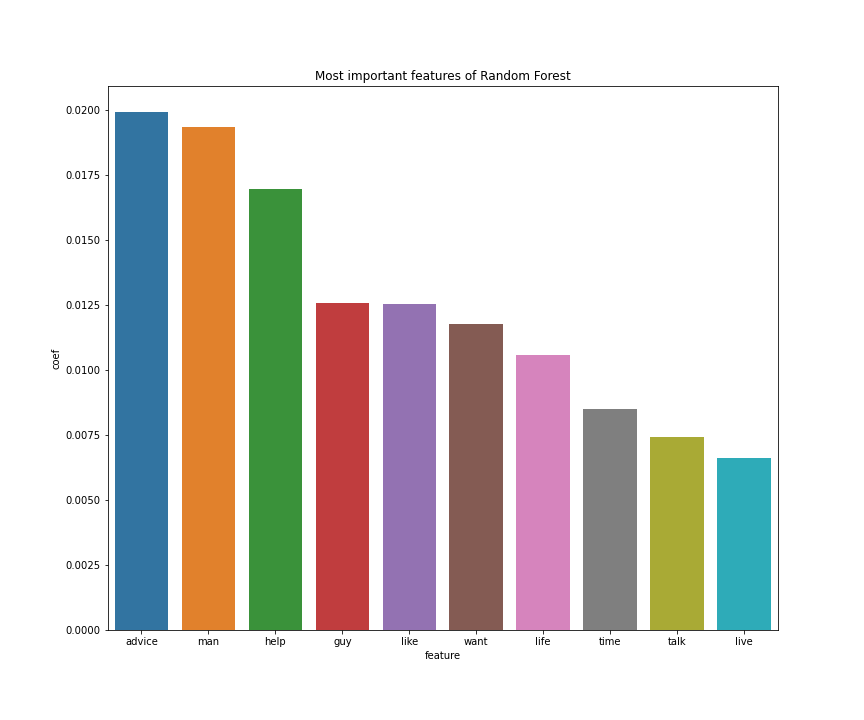 Most important features of Random Forest
0.0200
0.0175
0.0150
0.0125
0.0100
0.0075
0.0050
0.0025
0.0000
coef
advice man help guy like want life time talk live
feature